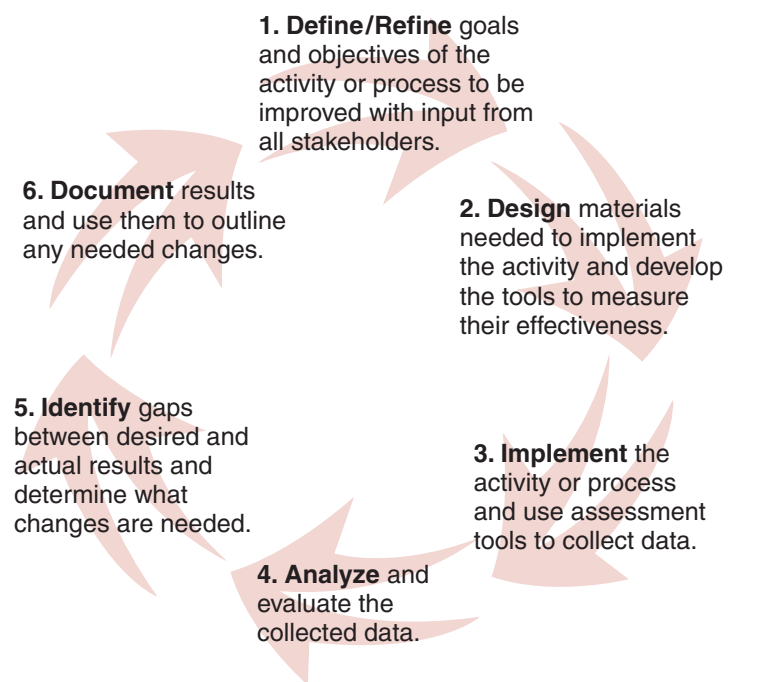 1. Define/Refine goals
and objectives of the
activity or process to be
improved with input from
all stakeholders.
2. Design materials
needed to implement
the activity and develop
the tools to measure
their effectiveness.
3. Implement the
activity or process
and use assessment
tools to collect data.
4. Analyze and
evaluate the
collected data.
5. Identify gaps
between desired and
actual results and
determine what
changes are needed.
6. Document results
and use them to outline
any needed changes.